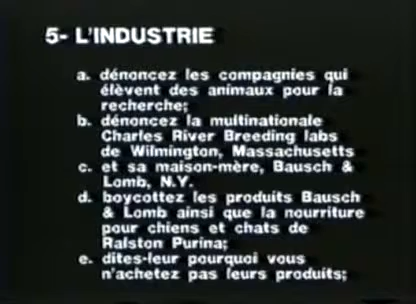 5- L'INDUSTRIE
a. dénoncez les compagnies qui
élèvent des animaux pour la
recherche;
b. dénoncez la multinationale
Charles River Breeding labs
de Wilmington, Massachusetts
c. et sa maison-mère, Bausch &
Lomb, N.Y.
d. boycottez les produits Bausch
& Lomb ainsi que la nourriture
pour chiens et chats de
Ralston Purina;
e. dites-leur pourquoi vous
n'achetez pas leurs produits;